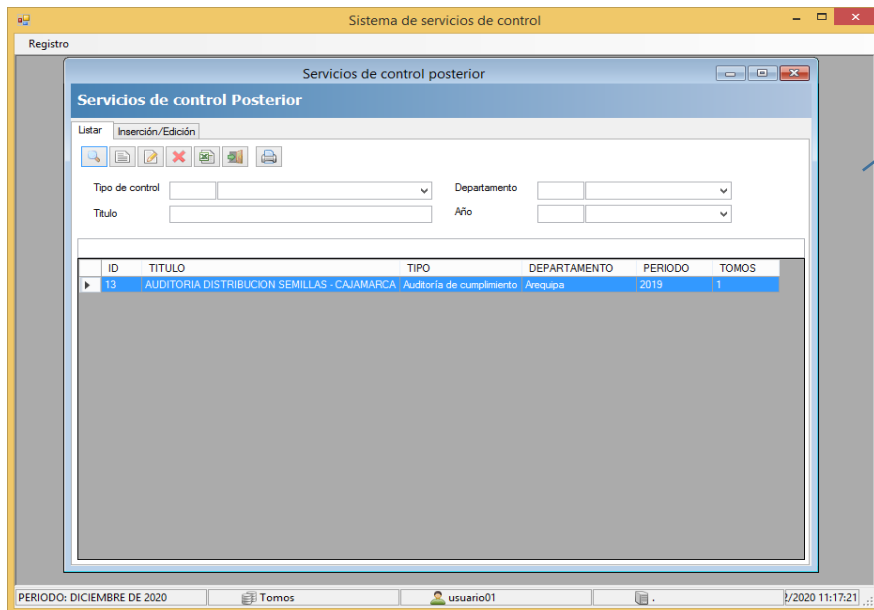 Sistema de servicios de control
Registro
Servicios de control posterior
Servicios de control Posterior
Listar Inserción/Edición
Tipo de control Departamento
Titulo Año
ID TITULO TIPO DEPARTAMENTO PERIODO TOMOS
13 AUDITORIA DISTRIBUCION SEMILLAS - CAJAMARCA Auditoría de cumplimiento Arequipa 2019 1
PERIODO: DICIEMBRE DE 2020 Tomos usuario01 . /2020 11:17:21